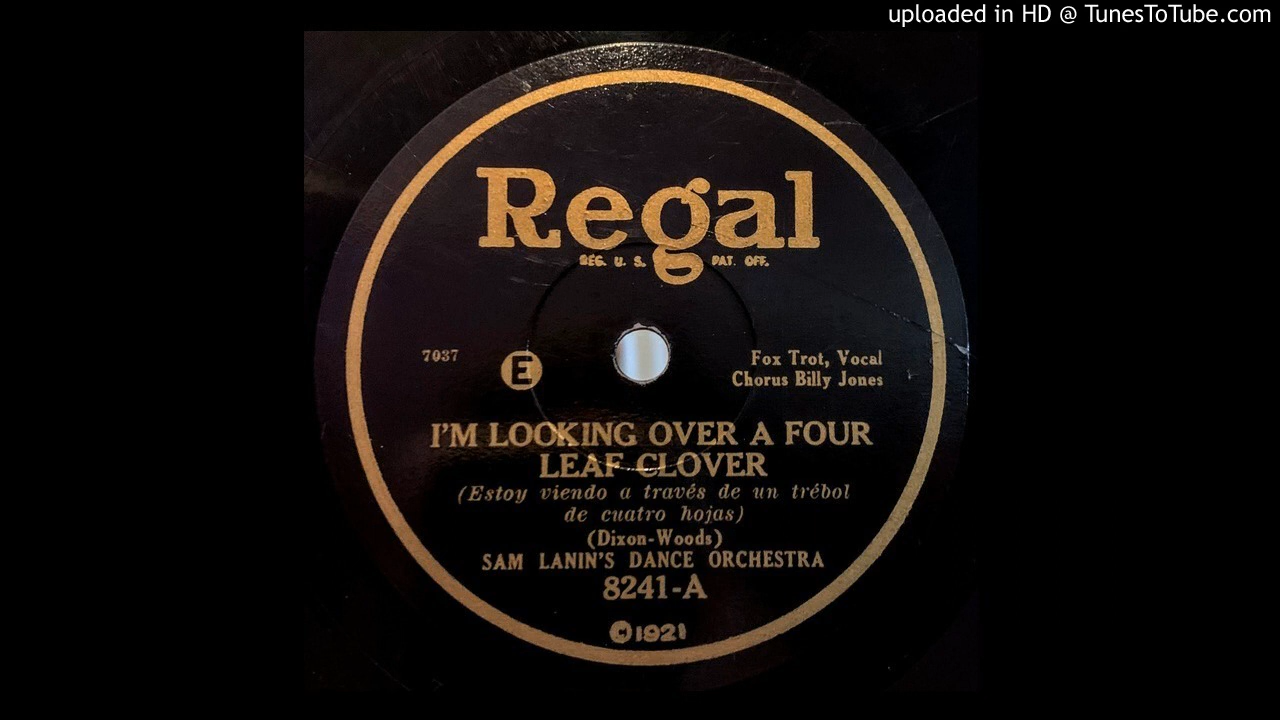 uploaded in HD @ TunesToTube.com
Regal
REG. U. S. PAT. OFF.
7037
E
Fox Trot, Vocal
Chorus Billy Jones
I'M LOOKING OVER A FOUR
LEAF CLOVER
(Estoy viendo a través de un trébol
de cuatro hojas)
(Dixon-Woods)
SAM LANIN'S DANCE ORCHESTRA
8241-A
©1921